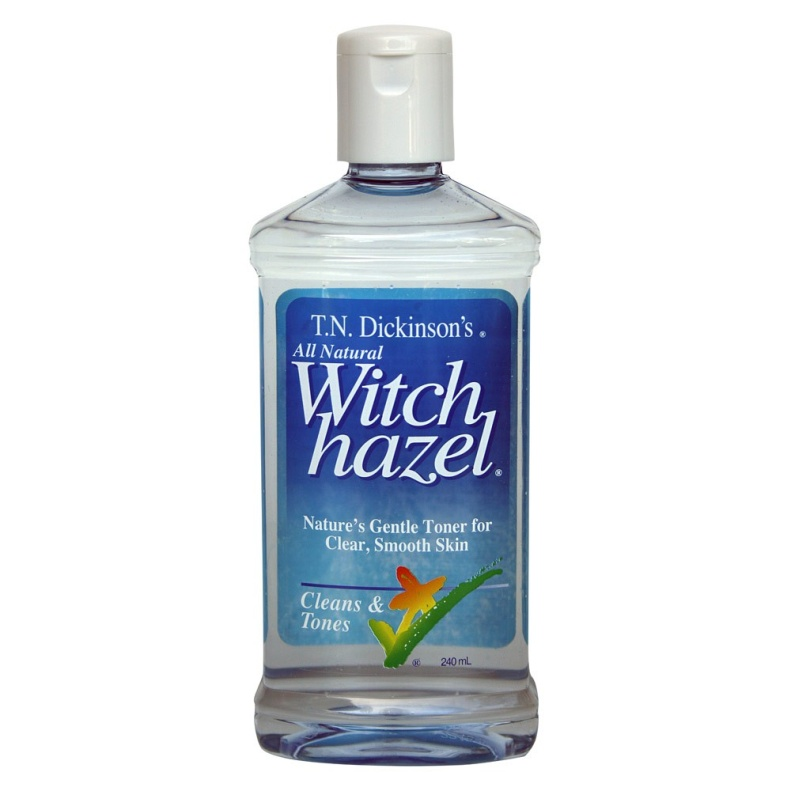 T.N. Dickinson's ®
All Natural
Witch
hazel®
Nature's Gentle Toner for
Clear, Smooth Skin
Cleans &
Tones
® 240 mL